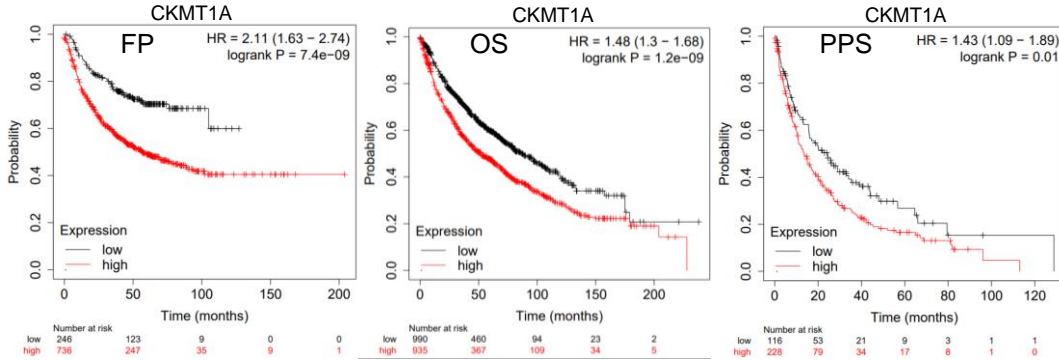 CKMT1A
FP
HR = 2.11 (1.63 − 2.74)
logrank P = 7.4e−09
Probability
1.0
0.8
0.6
0.4
0.2
0.0
Expression
low
high
0 50 100 150 200
Time (months)
Number at risk
low 246 123 9 0 0
high 736 247 35 9 1
CKMT1A
OS
HR = 1.48 (1.3 − 1.68)
logrank P = 1.2e−09
Probability
1.0
0.8
0.6
0.4
0.2
0.0
Expression
low
high
0 50 100 150 200
Time (months)
Number at risk
low 990 460 94 23 2
high 935 367 109 34 5
CKMT1A
PPS
HR = 1.43 (1.09 − 1.89)
logrank P = 0.01
Probability
1.0
0.8
0.6
0.4
0.2
0.0
Expression
low
high
0 20 40 60 80 100 120
Time (months)
Number at risk
low 116 53 21 9 3 1 1
high 228 79 34 17 8 1 0